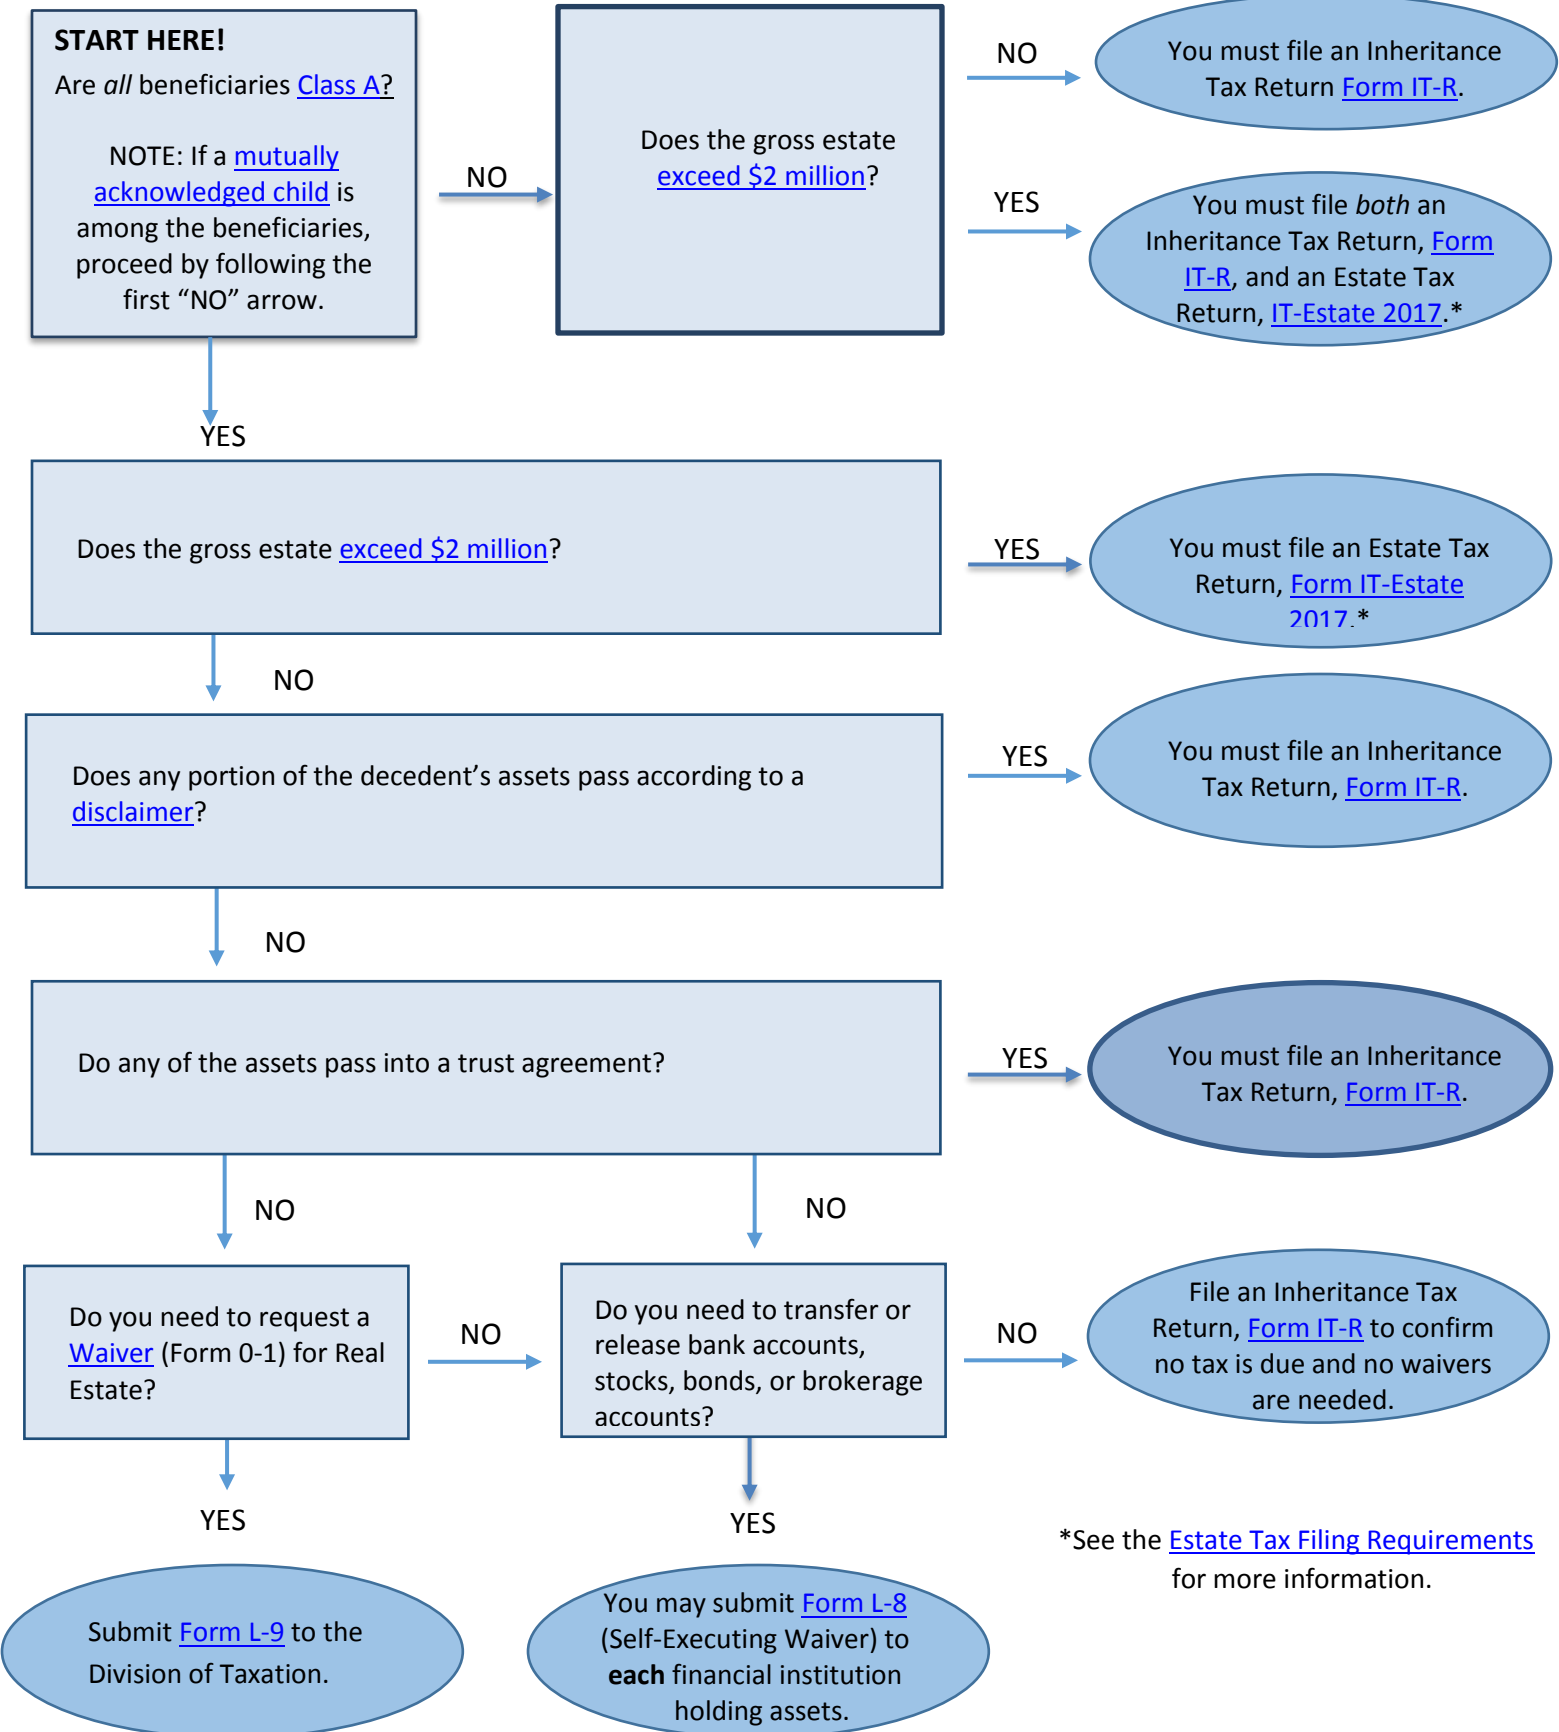 START HERE!
Are all beneficiaries Class A?
NOTE: If a mutually
acknowledged child is
among the beneficiaries,
proceed by following the
first “NO” arrow.
NO
Does the gross estate
exceed $2 million?
NO
You must file an Inheritance
Tax Return Form IT-R.
YES
You must file both an
Inheritance Tax Return, Form
IT-R, and an Estate Tax
Return, IT-Estate 2017.*
YES
Does the gross estate exceed $2 million?
YES
You must file an Estate Tax
Return, Form IT-Estate
2017.*
NO
Does any portion of the decedent’s assets pass according to a
disclaimer?
YES
You must file an Inheritance
Tax Return, Form IT-R.
NO
Do any of the assets pass into a trust agreement?
YES
You must file an Inheritance
Tax Return, Form IT-R.
NO
NO
Do you need to request a
Waiver (Form 0-1) for Real
Estate?
NO
Do you need to transfer or
release bank accounts,
stocks, bonds, or brokerage
accounts?
NO
File an Inheritance Tax
Return, Form IT-R to confirm
no tax is due and no waivers
are needed.
YES
YES
*See the Estate Tax Filing Requirements
for more information.
Submit Form L-9 to the
Division of Taxation.
You may submit Form L-8
(Self-Executing Waiver) to
each financial institution
holding assets.